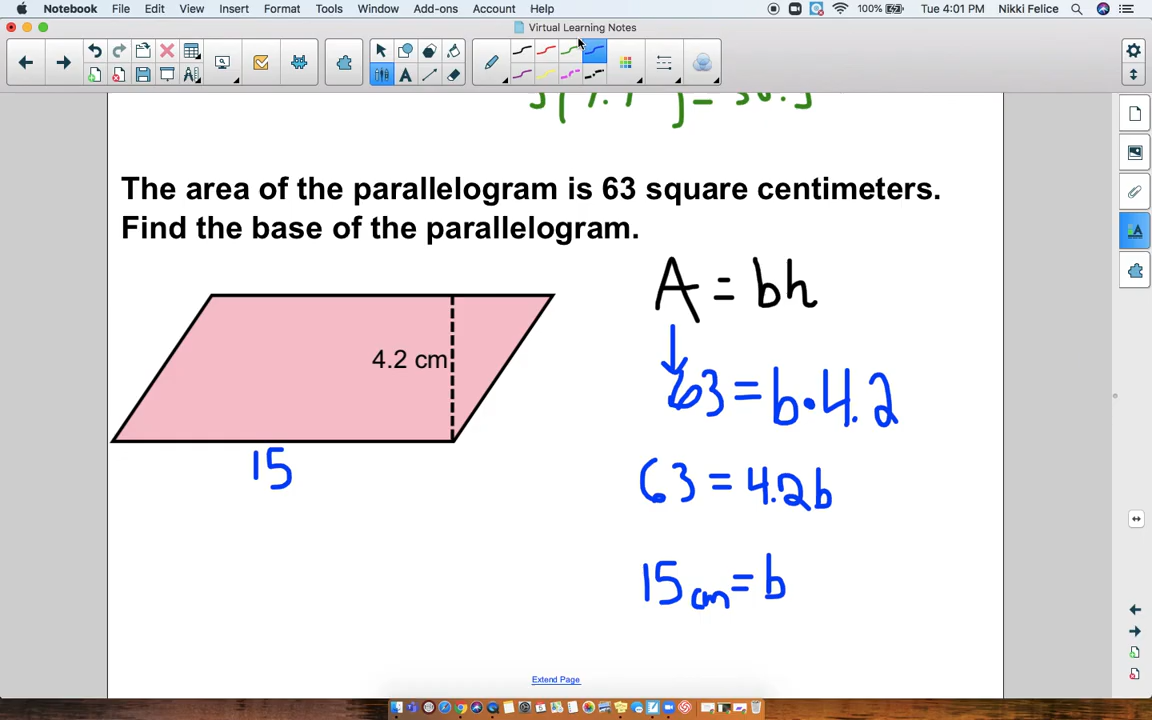 Notebook File Edit View Insert Format Tools Window Add-ons Account Help 100% Tue 4:01 PM Nikki Felice
Virtual Learning Notes
The area of the parallelogram is 63 square centimeters.
Find the base of the parallelogram.
A = bh
4.2 cm
63 = b·4.2
15
63 = 4.2b
15 cm = b
Extend Page